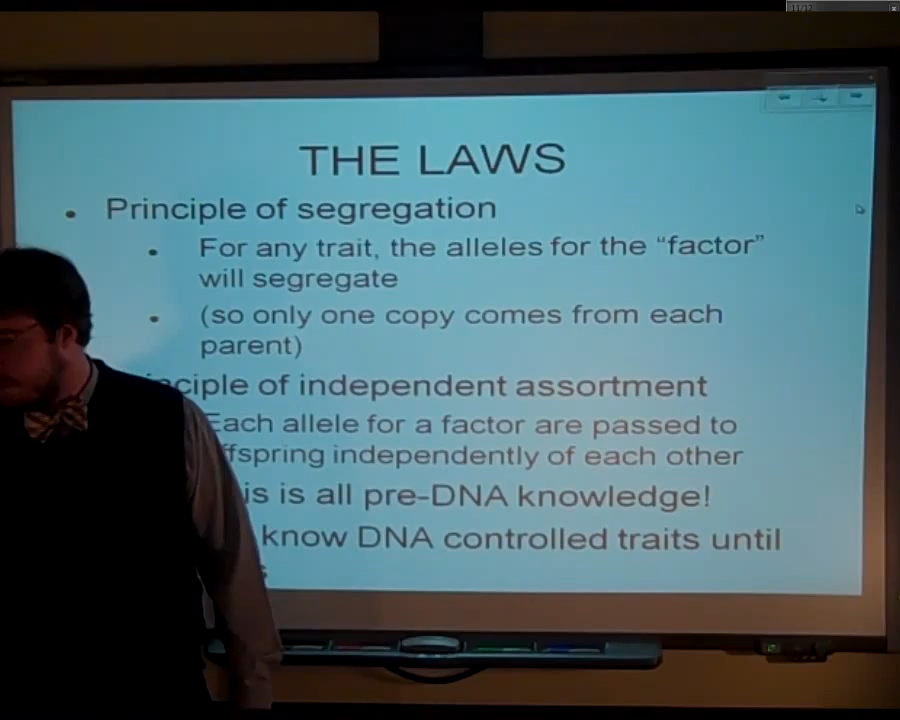 11/12
THE LAWS
Principle of segregation
For any trait, the alleles for the “factor”
will segregate
(so only one copy comes from each
parent)
ciple of independent assortment
Each allele for a factor are passed to
ffspring independently of each other
is is all pre-DNA knowledge!
know DNA controlled traits until